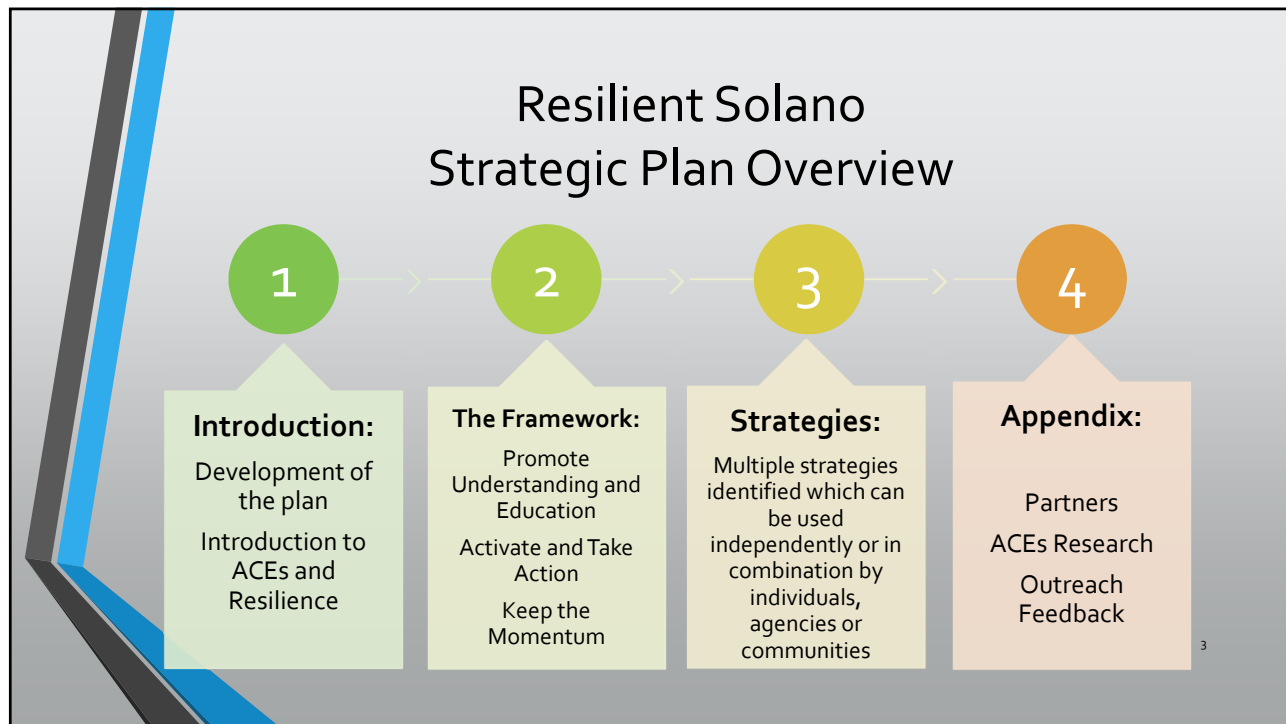 Resilient Solano
Strategic Plan Overview
1
2
3
4
Introduction:
Development of
the plan
Introduction to
ACEs and
Resilience
The Framework:
Promote
Understanding and
Education
Activate and Take
Action
Keep the
Momentum
Strategies:
Multiple strategies
identified which can
be used
independently or in
combination by
individuals,
agencies or
communities
Appendix:
Partners
ACEs Research
Outreach
Feedback
3